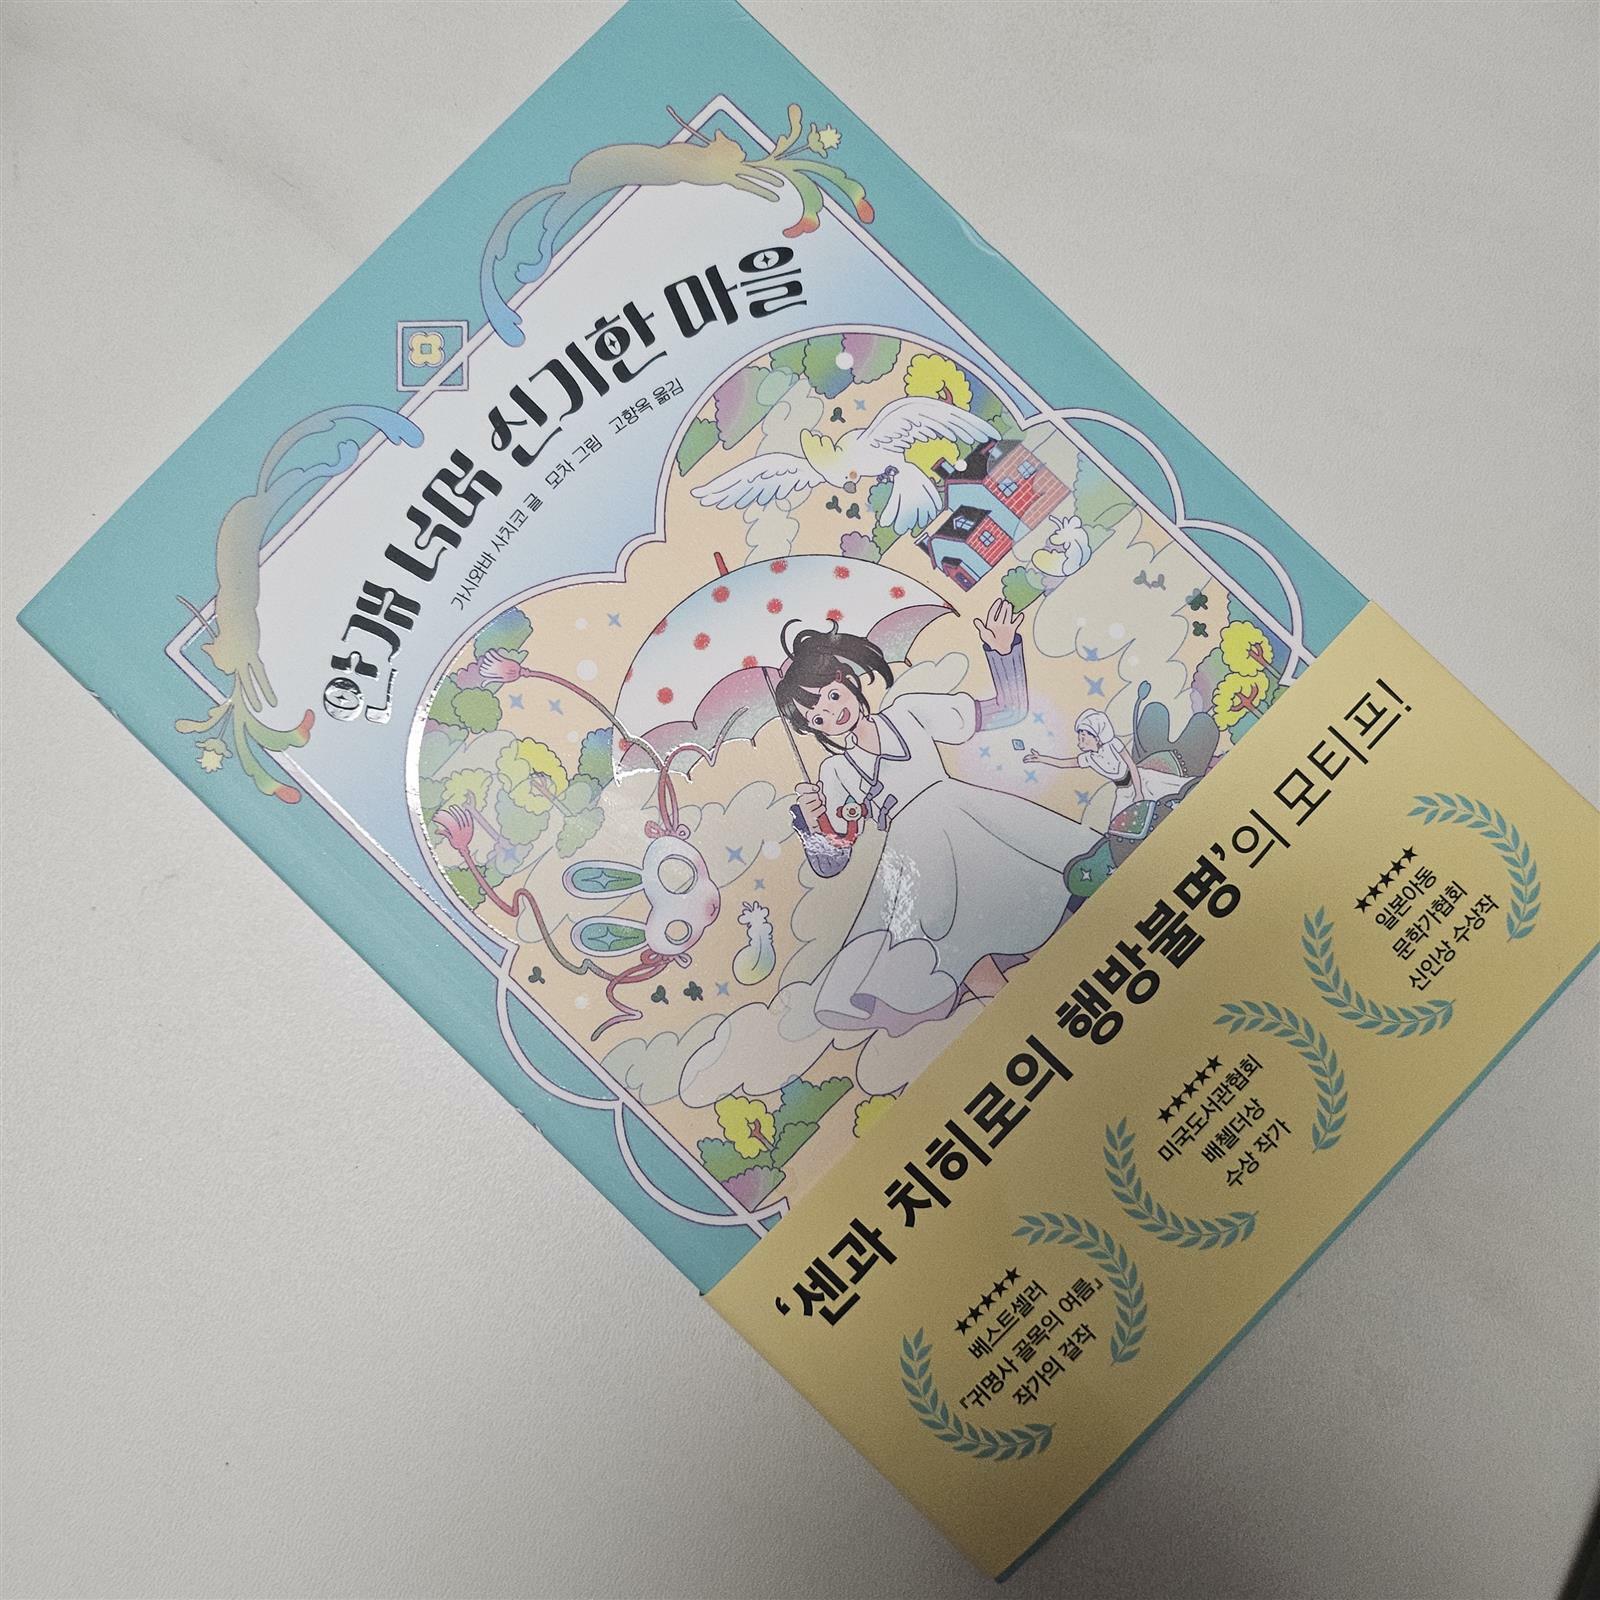 안개 너머 신기한 마을
가시와바 사치코 글 모차 그림 고향옥 옮김
‘센과 치히로의 행방불명’의 모티프!
★★★★★
베스트셀러
『귀명사 골목의 여름』
작가의 걸작
★★★★★
미국도서관협회
배첼더상
수상 작가
★★★★★
일본아동
문학가협회
신인상 수상작